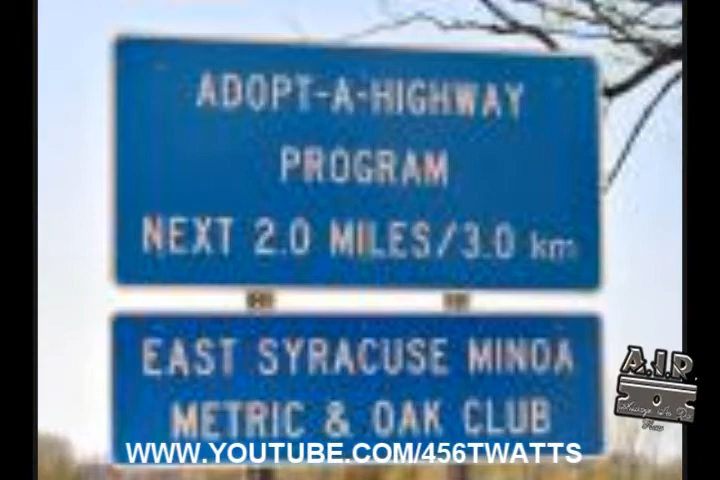 ADOPT-A-HIGHWAY
PROGRAM
NEXT 2.0 MILES/3.0 km
EAST SYRACUSE MINOA
METRIC & OAK CLUB
WWW.YOUTUBE.COM/456TWATTS
A.I.R.